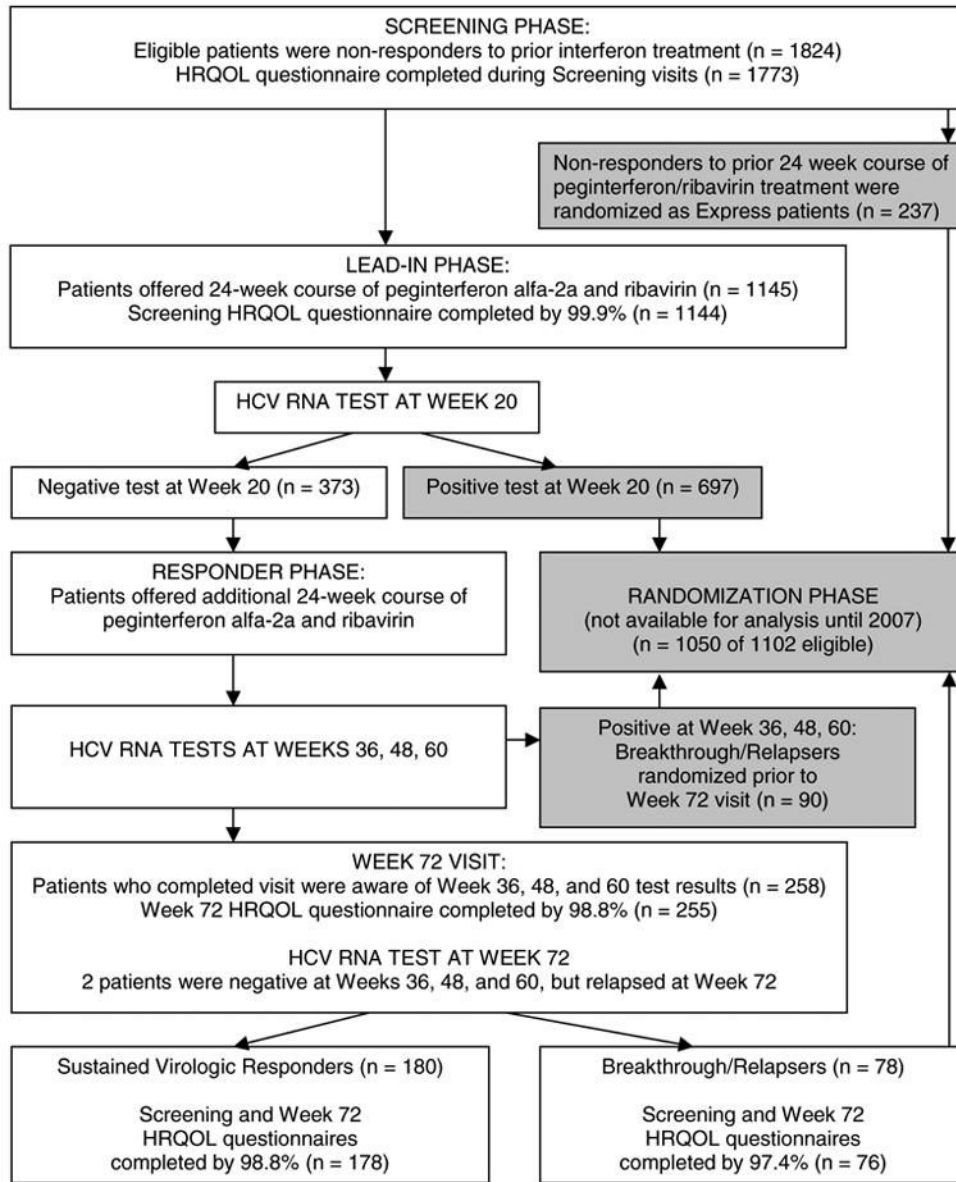 SCREENING PHASE:
Eligible patients were non-responders to prior interferon treatment (n = 1824)
HRQOL questionnaire completed during Screening visits (n = 1773)
Non-responders to prior 24 week course of
peginterferon/ribavirin treatment were
randomized as Express patients (n = 237)
LEAD-IN PHASE:
Patients offered 24-week course of peginterferon alfa-2a and ribavirin (n = 1145)
Screening HRQOL questionnaire completed by 99.9% (n = 1144)
HCV RNA TEST AT WEEK 20
Negative test at Week 20 (n = 373)
Positive test at Week 20 (n = 697)
RESPONDER PHASE:
Patients offered additional 24-week course of
peginterferon alfa-2a and ribavirin
RANDOMIZATION PHASE
(not available for analysis until 2007)
(n = 1050 of 1102 eligible)
HCV RNA TESTS AT WEEKS 36, 48, 60
Positive at Week 36, 48, 60:
Breakthrough/Relapsers
randomized prior to
Week 72 visit (n = 90)
WEEK 72 VISIT:
Patients who completed visit were aware of Week 36, 48, and 60 test results (n = 258)
Week 72 HRQOL questionnaire completed by 98.8% (n = 255)
HCV RNA TEST AT WEEK 72
2 patients were negative at Weeks 36, 48, and 60, but relapsed at Week 72
Sustained Virologic Responders (n = 180)
Screening and Week 72
HRQOL questionnaires
completed by 98.8% (n = 178)
Breakthrough/Relapsers (n = 78)
Screening and Week 72
HRQOL questionnaires
completed by 97.4% (n = 76)